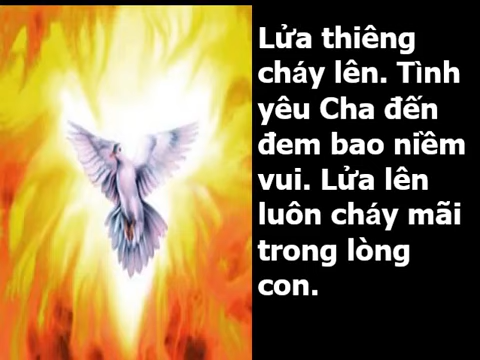 Lửa thiêng
cháy lên. Tình
yêu Cha đến
đem bao niềm
vui. Lửa lên
luôn cháy mãi
trong lòng
con.